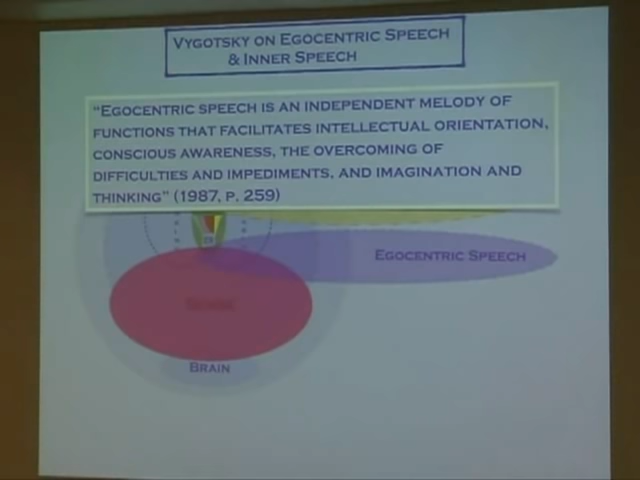 VYGOTSKY ON EGOCENTRIC SPEECH
& INNER SPEECH
"EGOCENTRIC SPEECH IS AN INDEPENDENT MELODY OF
FUNCTIONS THAT FACILITATES INTELLECTUAL ORIENTATION,
CONSCIOUS AWARENESS, THE OVERCOMING OF
DIFFICULTIES AND IMPEDIMENTS, AND IMAGINATION AND
THINKING" (1987, P. 259)
EGOCENTRIC SPEECH
BRAIN